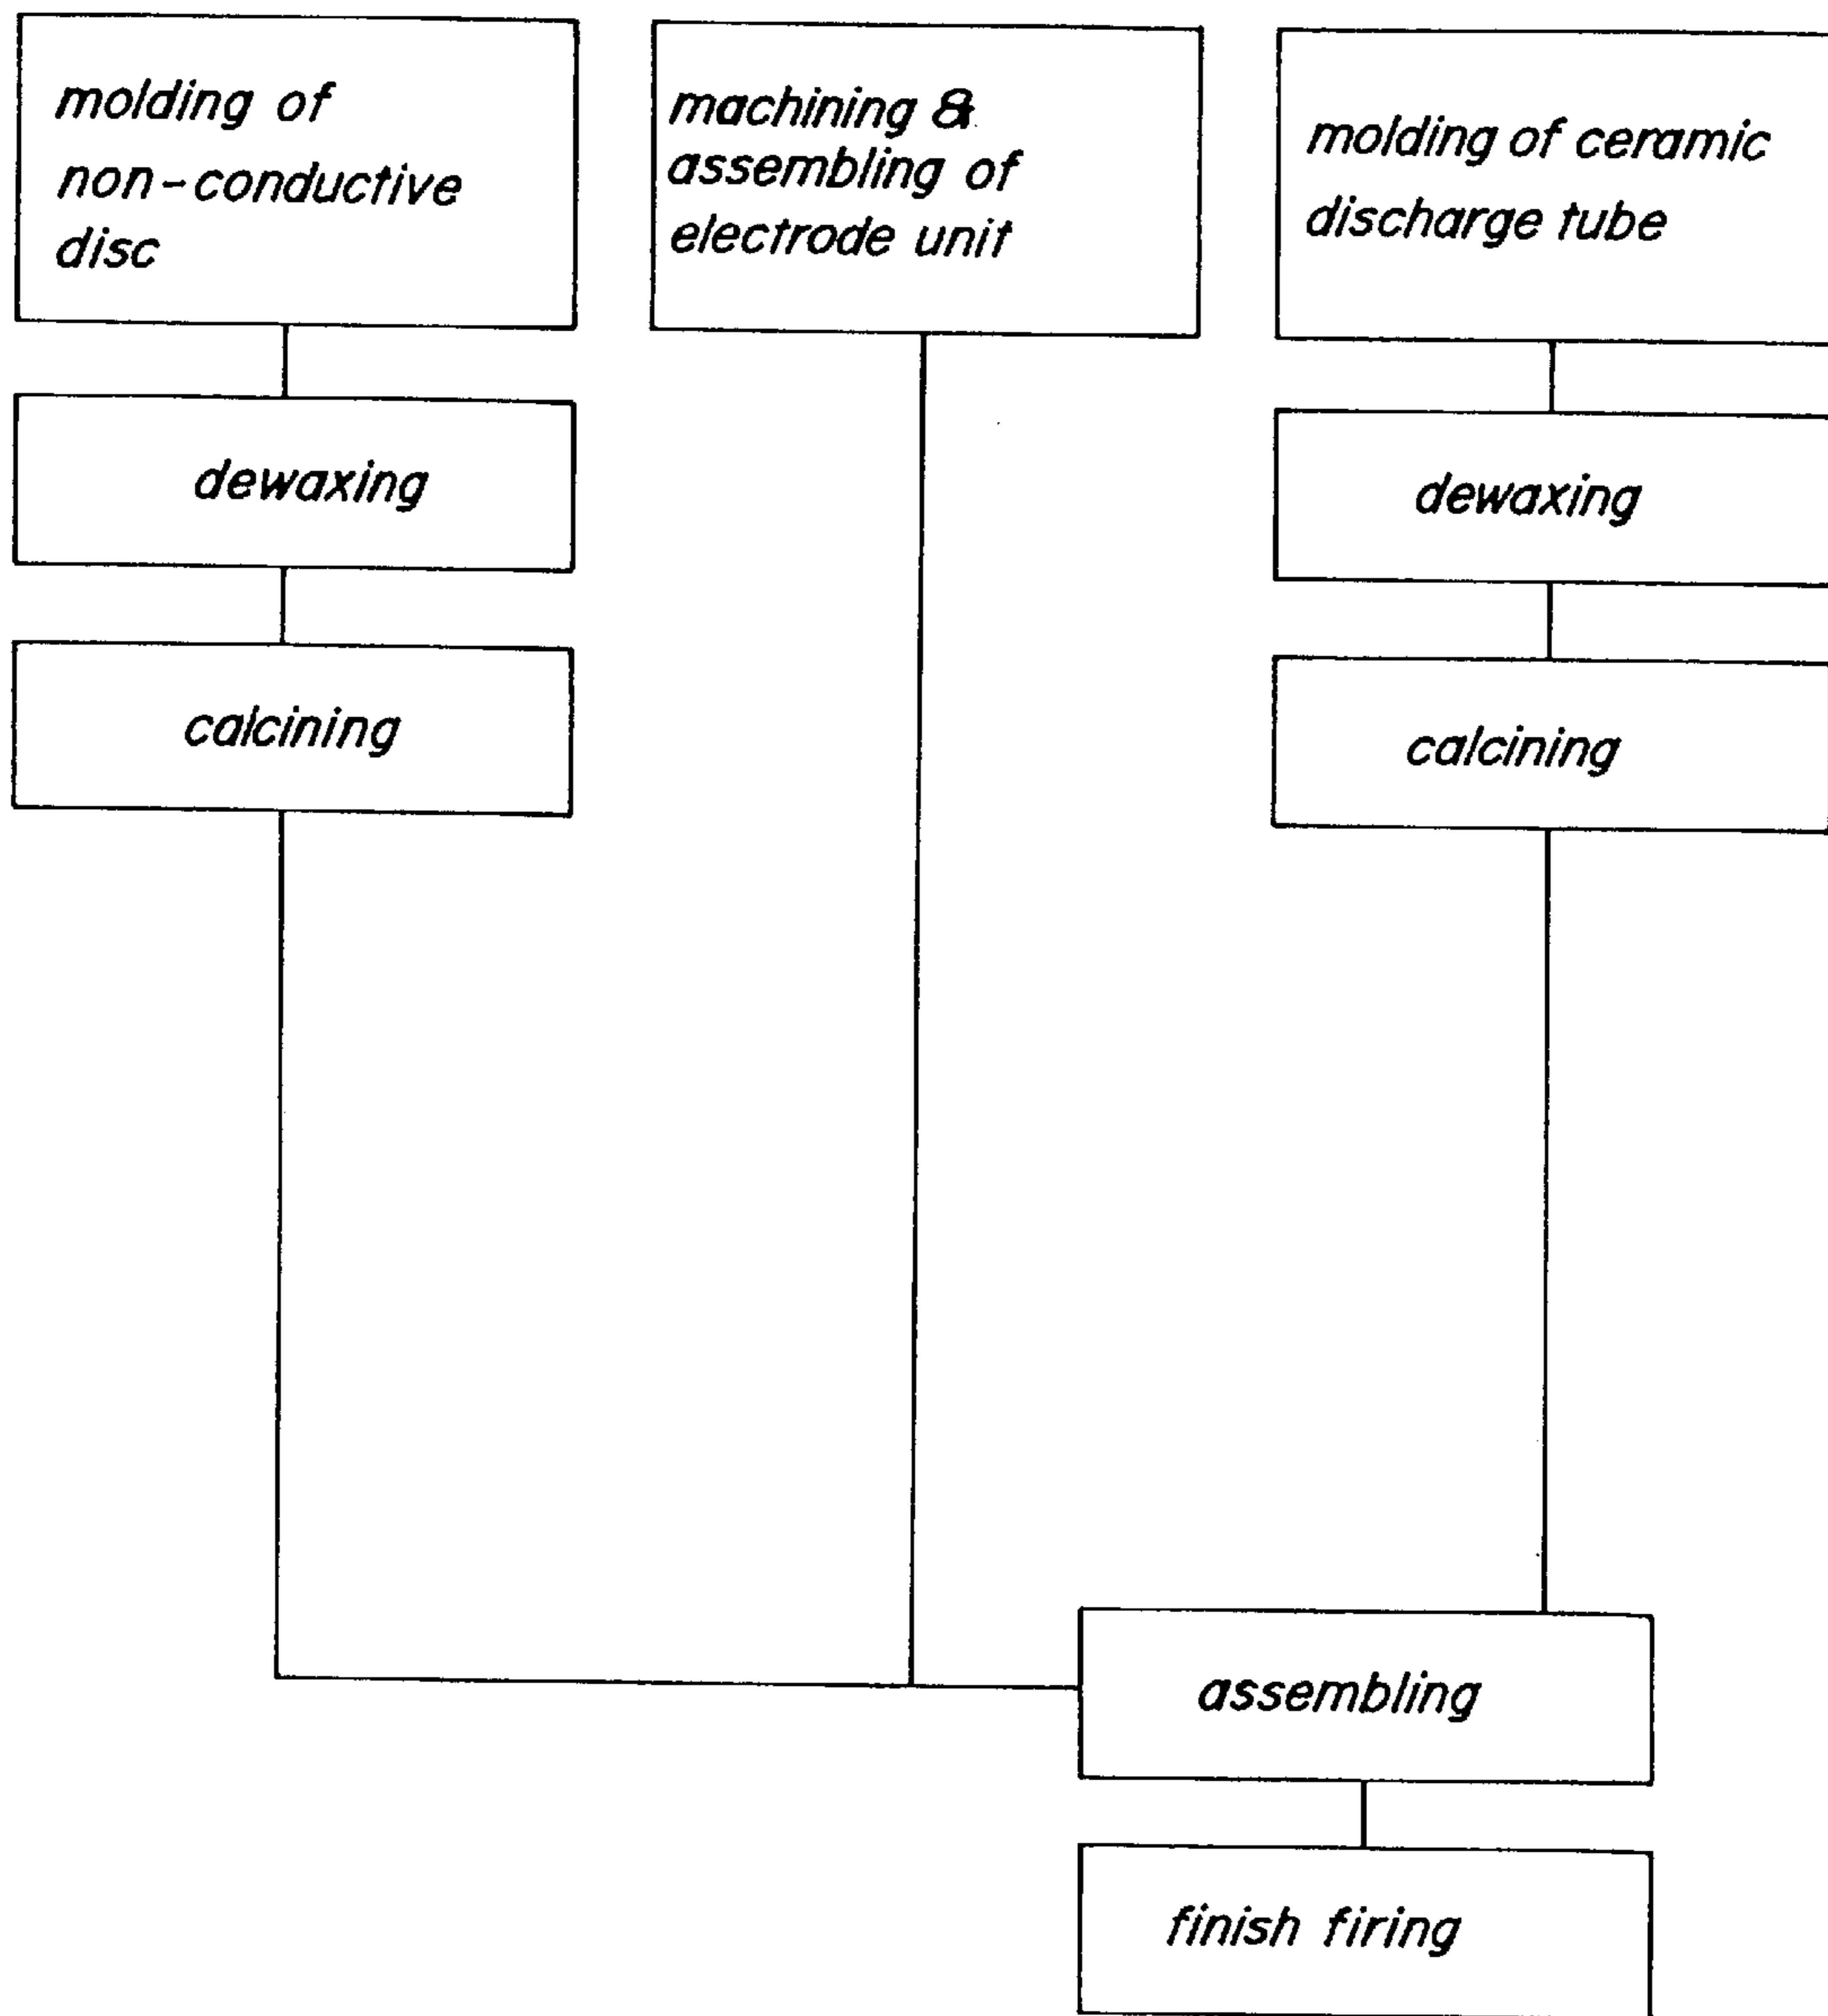 molding of
non-conductive
disc
machining &
assembling of
electrode unit
molding of ceramic
discharge tube
dewaxing
dewaxing
calcining
calcining
assembling
finish firing